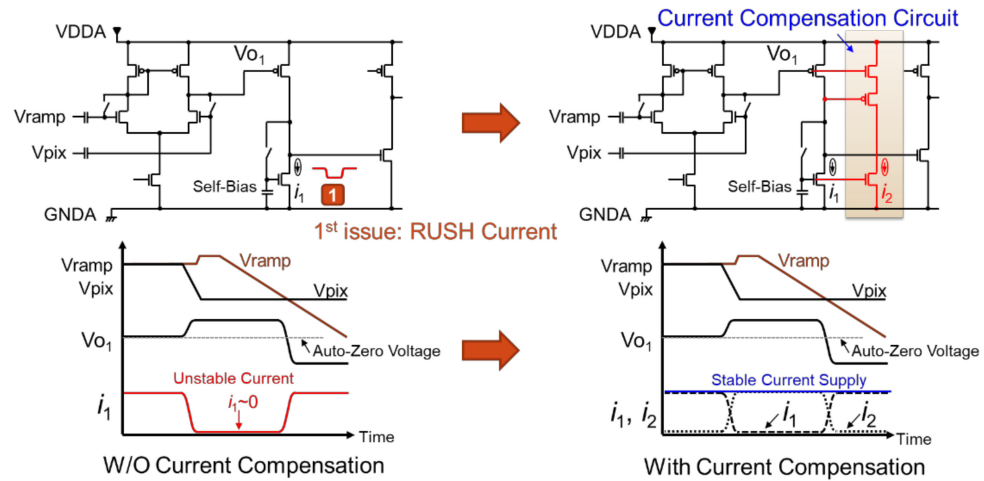 Current Compensation Circuit
VDDA
Vo1
Vramp
Vpix
Self-Bias
i1
1
GNDA
VDDA
Vo1
Vramp
Vpix
Self-Bias
i1
i2
GNDA
1st issue: RUSH Current
Vramp
Vpix
Vramp
Vpix
Vo1
Auto-Zero Voltage
Unstable Current
i1~0
i1
Time
W/O Current Compensation
Vramp
Vpix
Vramp
Vpix
Vo1
Auto-Zero Voltage
Stable Current Supply
i1, i2
i1
i2
Time
With Current Compensation